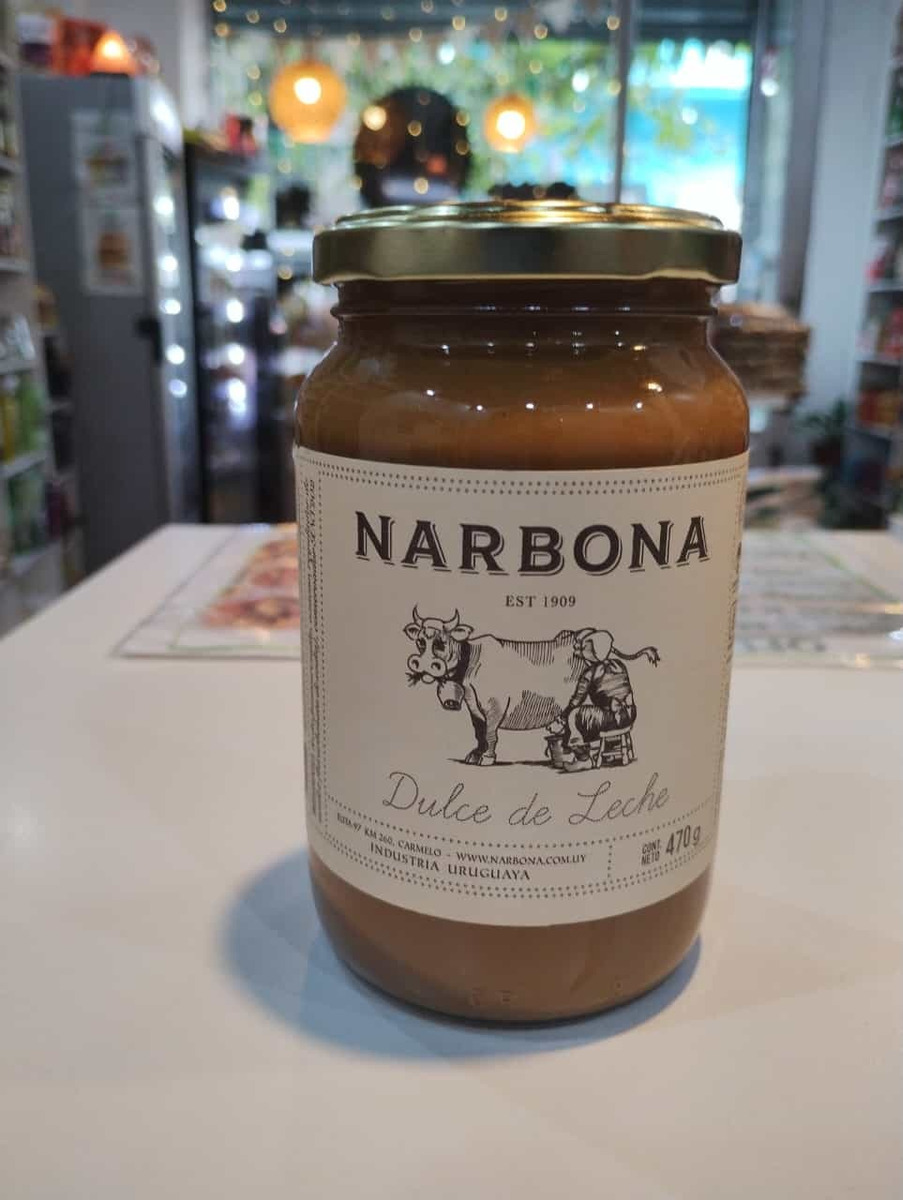 NARBONA
EST 1909
Dulce de Leche
RUTA 97 KM 260, CARMELO - WWW.NARBONA.COM.UY
INDUSTRIA URUGUAYA
CONT.
NETO 470 g